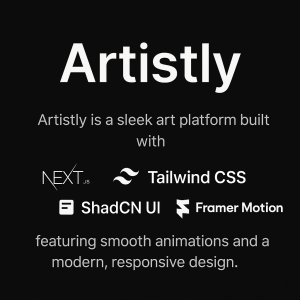 Artistly
Artistly is a sleek art platform built
with
NEXT.JS Tailwind CSS
ShadCN UI Framer Motion
featuring smooth animations and a
modern, responsive design.